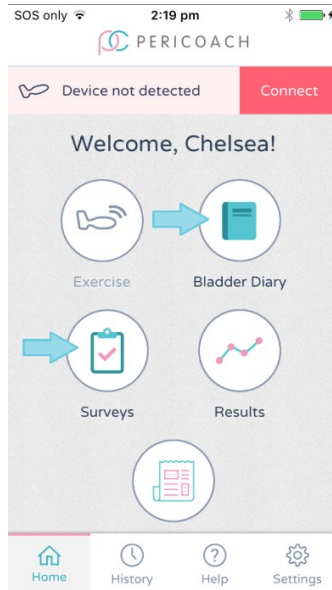 SOS only 2:19 pm
PERICOACH
Device not detected Connect
Welcome, Chelsea!
Exercise Bladder Diary
Surveys Results
Home History Help Settings